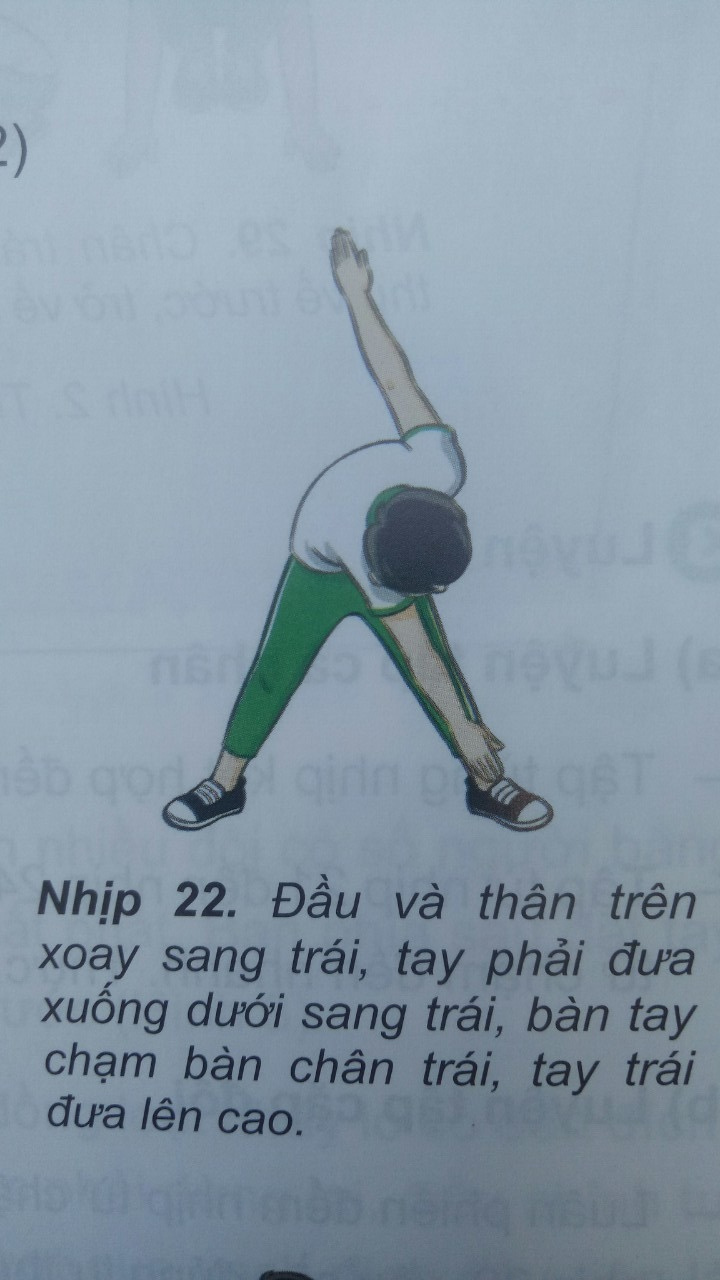 2)
Nhịp 22. Đầu và thân trên
xoay sang trái, tay phải đưa
xuống dưới sang trái, bàn tay
chạm bàn chân trái, tay trái
đưa lên cao.